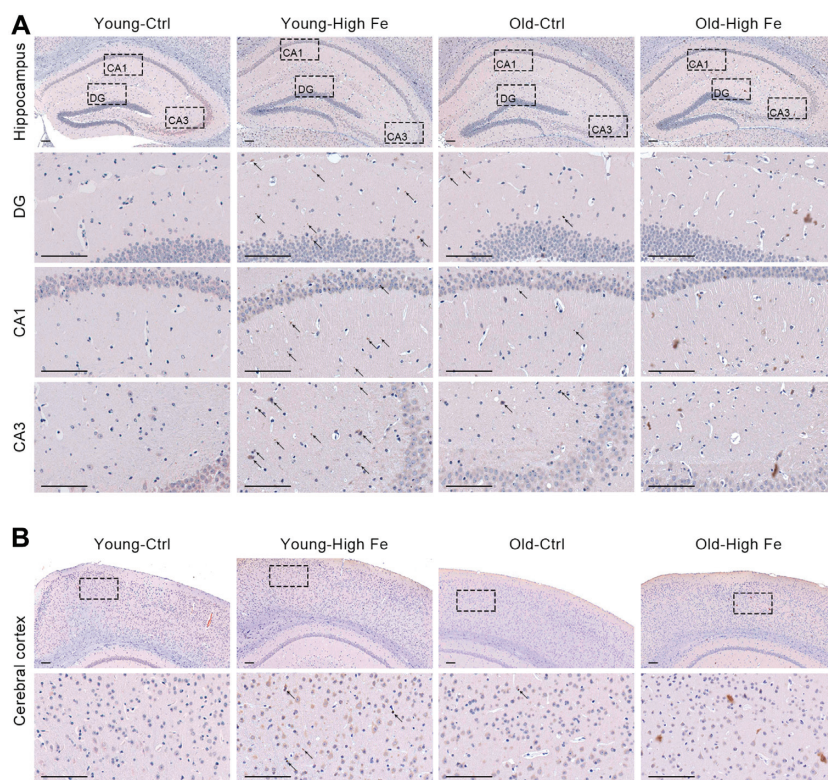 A
Young-Ctrl Young-High Fe Old-Ctrl Old-High Fe
Hippocampus
CA1 CA1 CA1 CA1
DG DG DG DG
CA3 CA3 CA3 CA3
DG
CA1
CA3
B
Young-Ctrl Young-High Fe Old-Ctrl Old-High Fe
Cerebral cortex